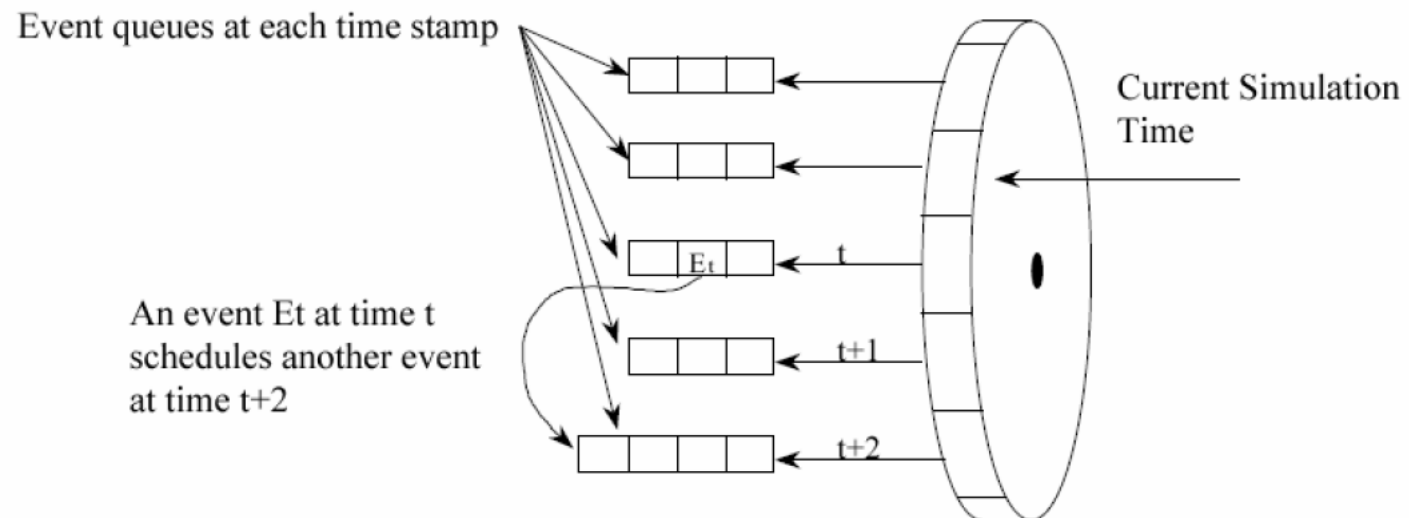 Event queues at each time stamp
Current Simulation
Time
t
Et
An event Et at time t
schedules another event
at time t+2
t+1
t+2